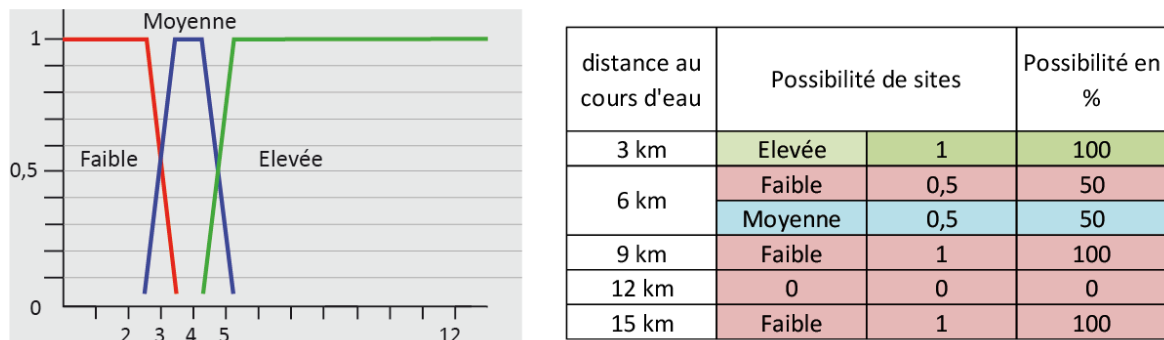 Moyenne
1
Faible
Elevée
0,5
0
2 3 4 5 12
distance au cours d'eau Possibilité de sites Possibilité en %
3 km Elevée 1 100
6 km Faible 0,5 50
Moyenne 0,5 50
9 km Faible 1 100
12 km 0 0 0
15 km Faible 1 100